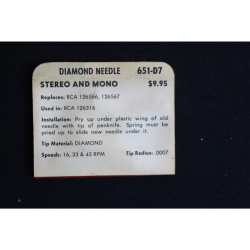 DIAMOND NEEDLE 651-D7
STEREO AND MONO $9.95
Replaces: RCA 126566, 126567
Used in: RCA 126316
Installation: Pry up under plastic wing of old
needle with tip of penknife. Spring must
be pried up to slide new needle under it.
Tip Material: DIAMOND
Speeds: 16, 33 & 45 RPM Tip Radius: .0007